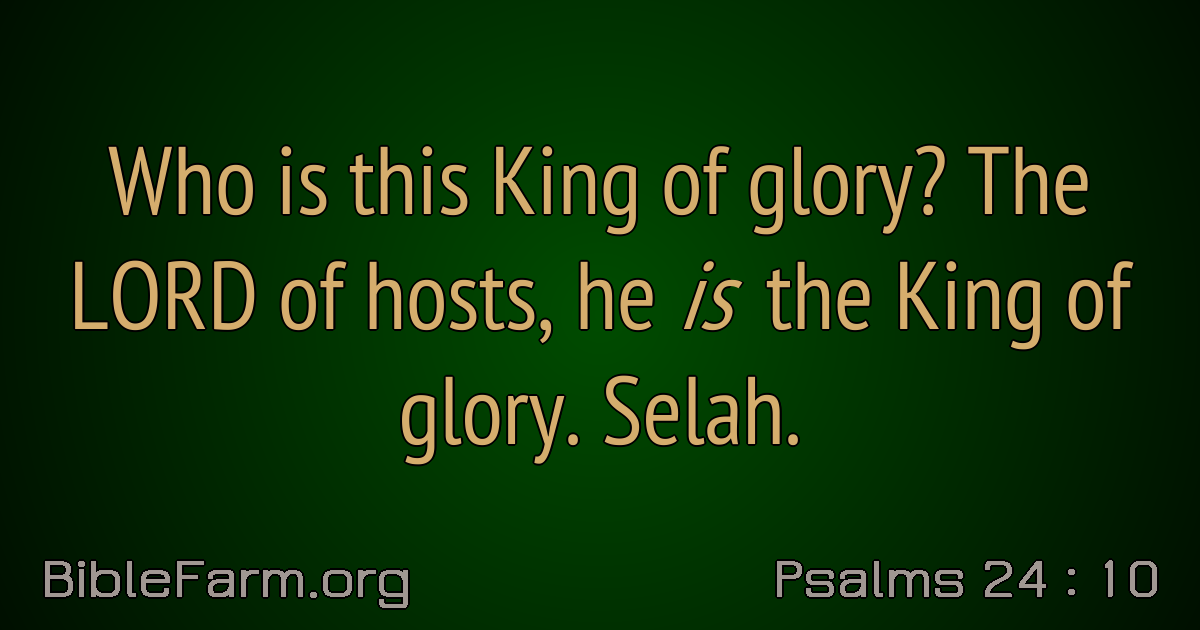 Who is this King of glory? The
LORD of hosts, he is the King of
glory. Selah.
BibleFarm.org
Psalms 24 : 10